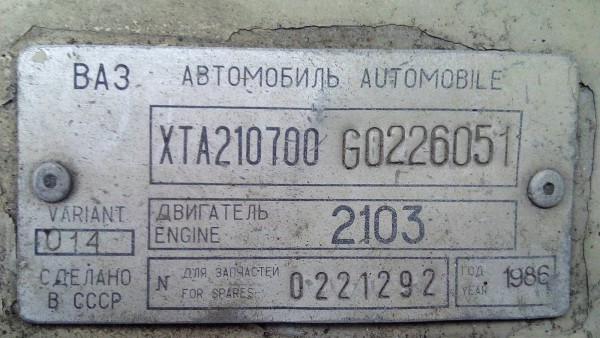 ВАЗ АВТОМОБИЛЬ AUTOMOBILE
XTA210700 G0226051
VARIANT
014
ДВИГАТЕЛЬ
ENGINE
2103
СДЕЛАНО
В СССР
N
ДЛЯ ЗАПЧАСТЕЙ
FOR SPARES
0221292
ГОД
YEAR
1986